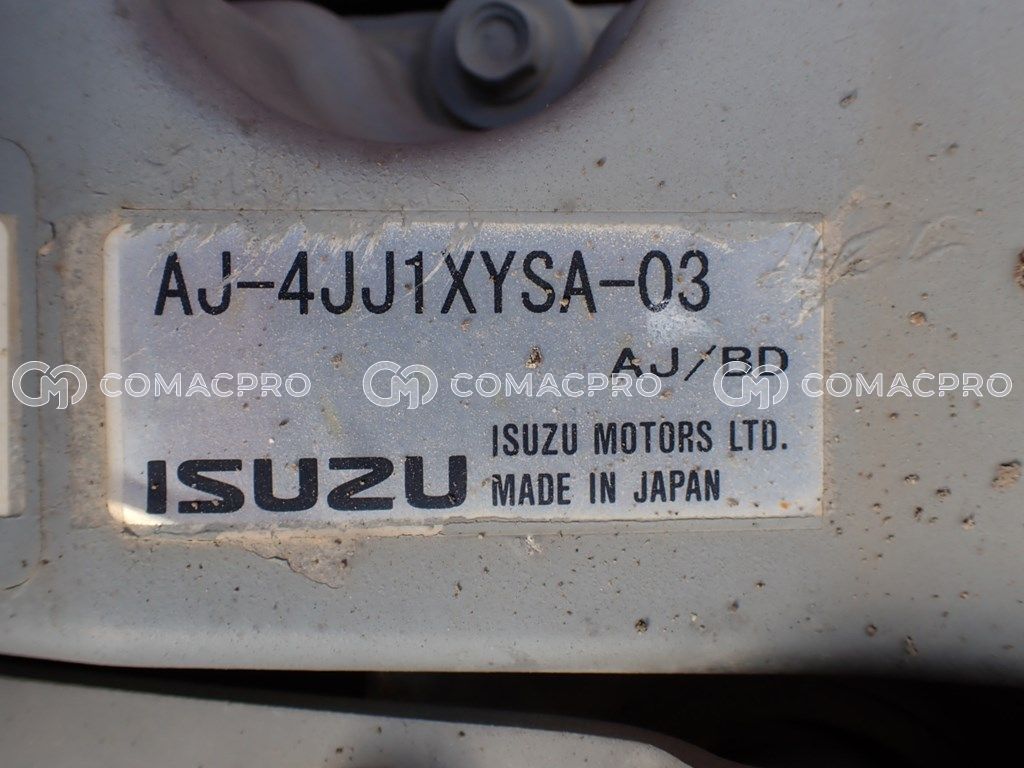 AJ-4JJ1XYSA-03
AJ/BD
COMACPRO COMACPRO COMACPRO
ISUZU
ISUZU MOTORS LTD.
MADE IN JAPAN